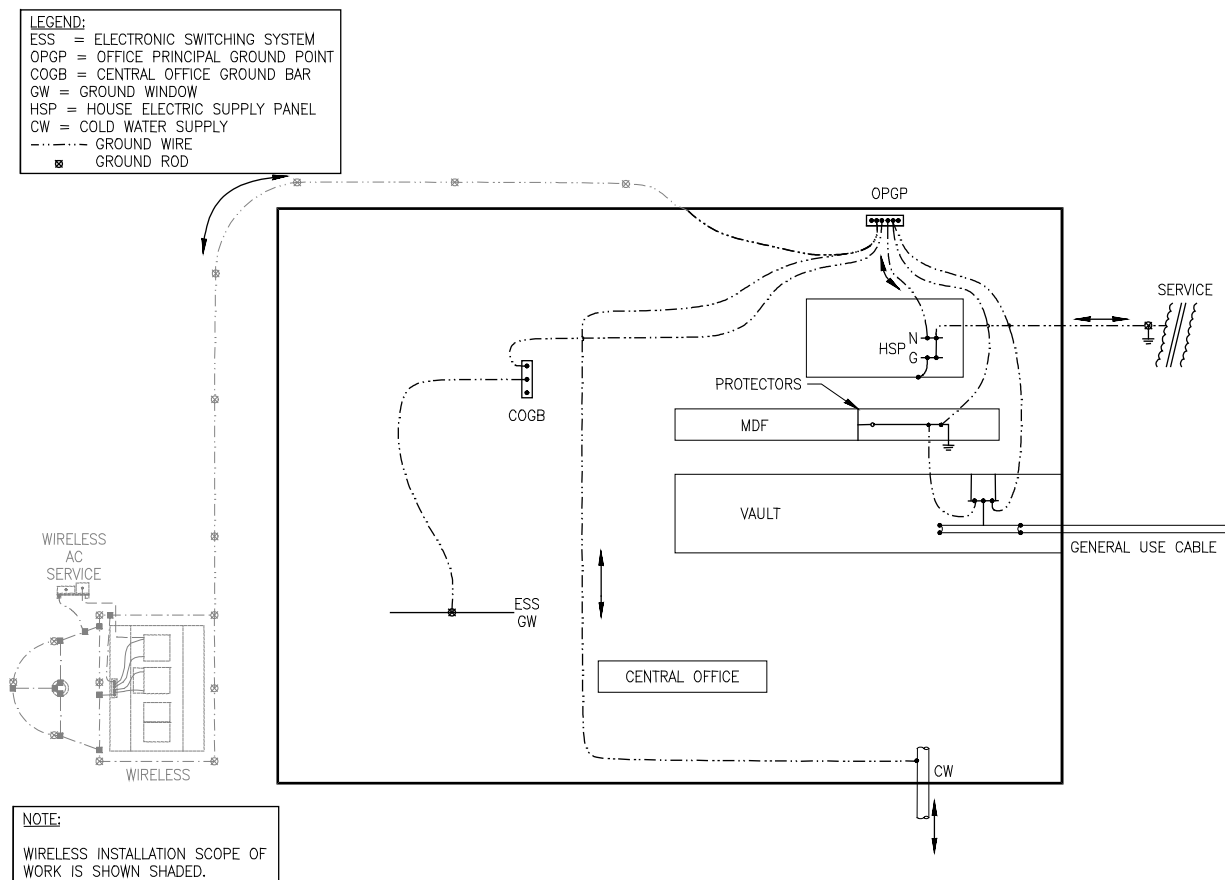 LEGEND:
ESS = ELECTRONIC SWITCHING SYSTEM
OPGP = OFFICE PRINCIPAL GROUND POINT
COGB = CENTRAL OFFICE GROUND BAR
GW = GROUND WINDOW
HSP = HOUSE ELECTRIC SUPPLY PANEL
CW = COLD WATER SUPPLY
GROUND WIRE
GROUND ROD
OPGP
SERVICE
N
HSP
G
PROTECTORS
COGB
MDF
VAULT
GENERAL USE CABLE
WIRELESS
AC
SERVICE
ESS
GW
CENTRAL OFFICE
WIRELESS
CW
NOTE:
WIRELESS INSTALLATION SCOPE OF
WORK IS SHOWN SHADED.